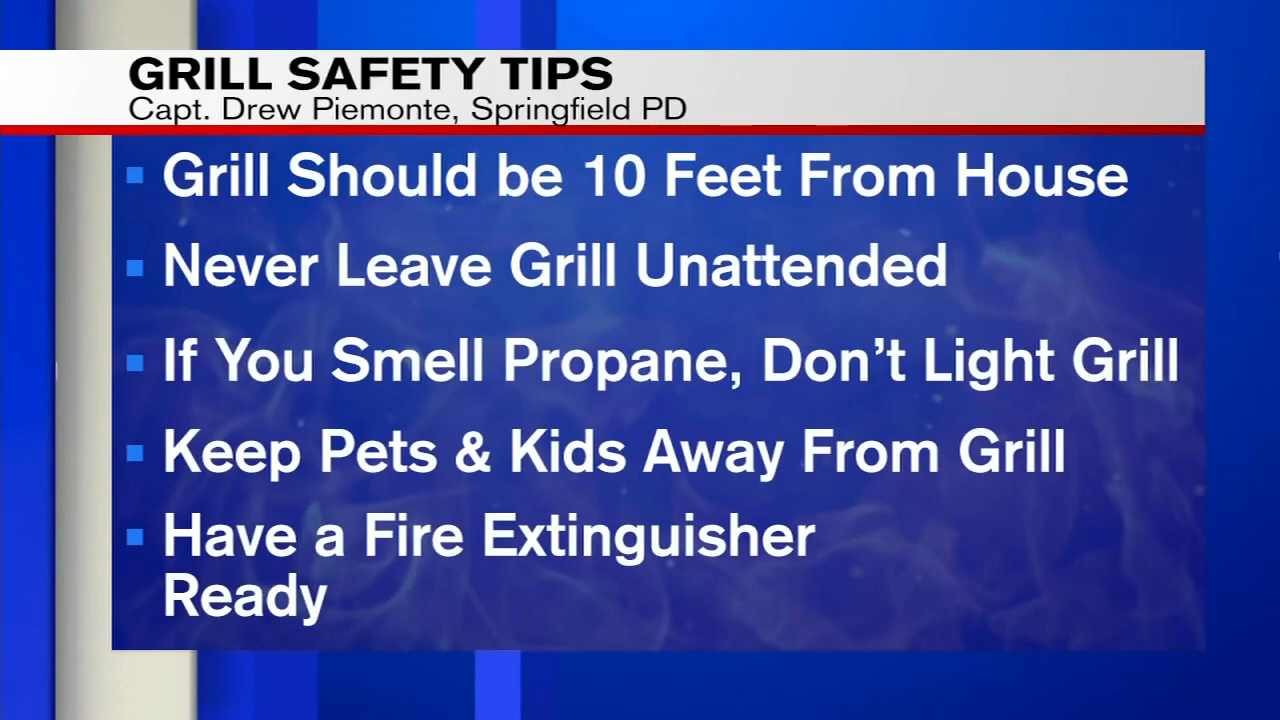 GRILL SAFETY TIPS
Capt. Drew Piemonte, Springfield PD
Grill Should be 10 Feet From House
Never Leave Grill Unattended
If You Smell Propane, Don’t Light Grill
Keep Pets & Kids Away From Grill
Have a Fire Extinguisher
Ready